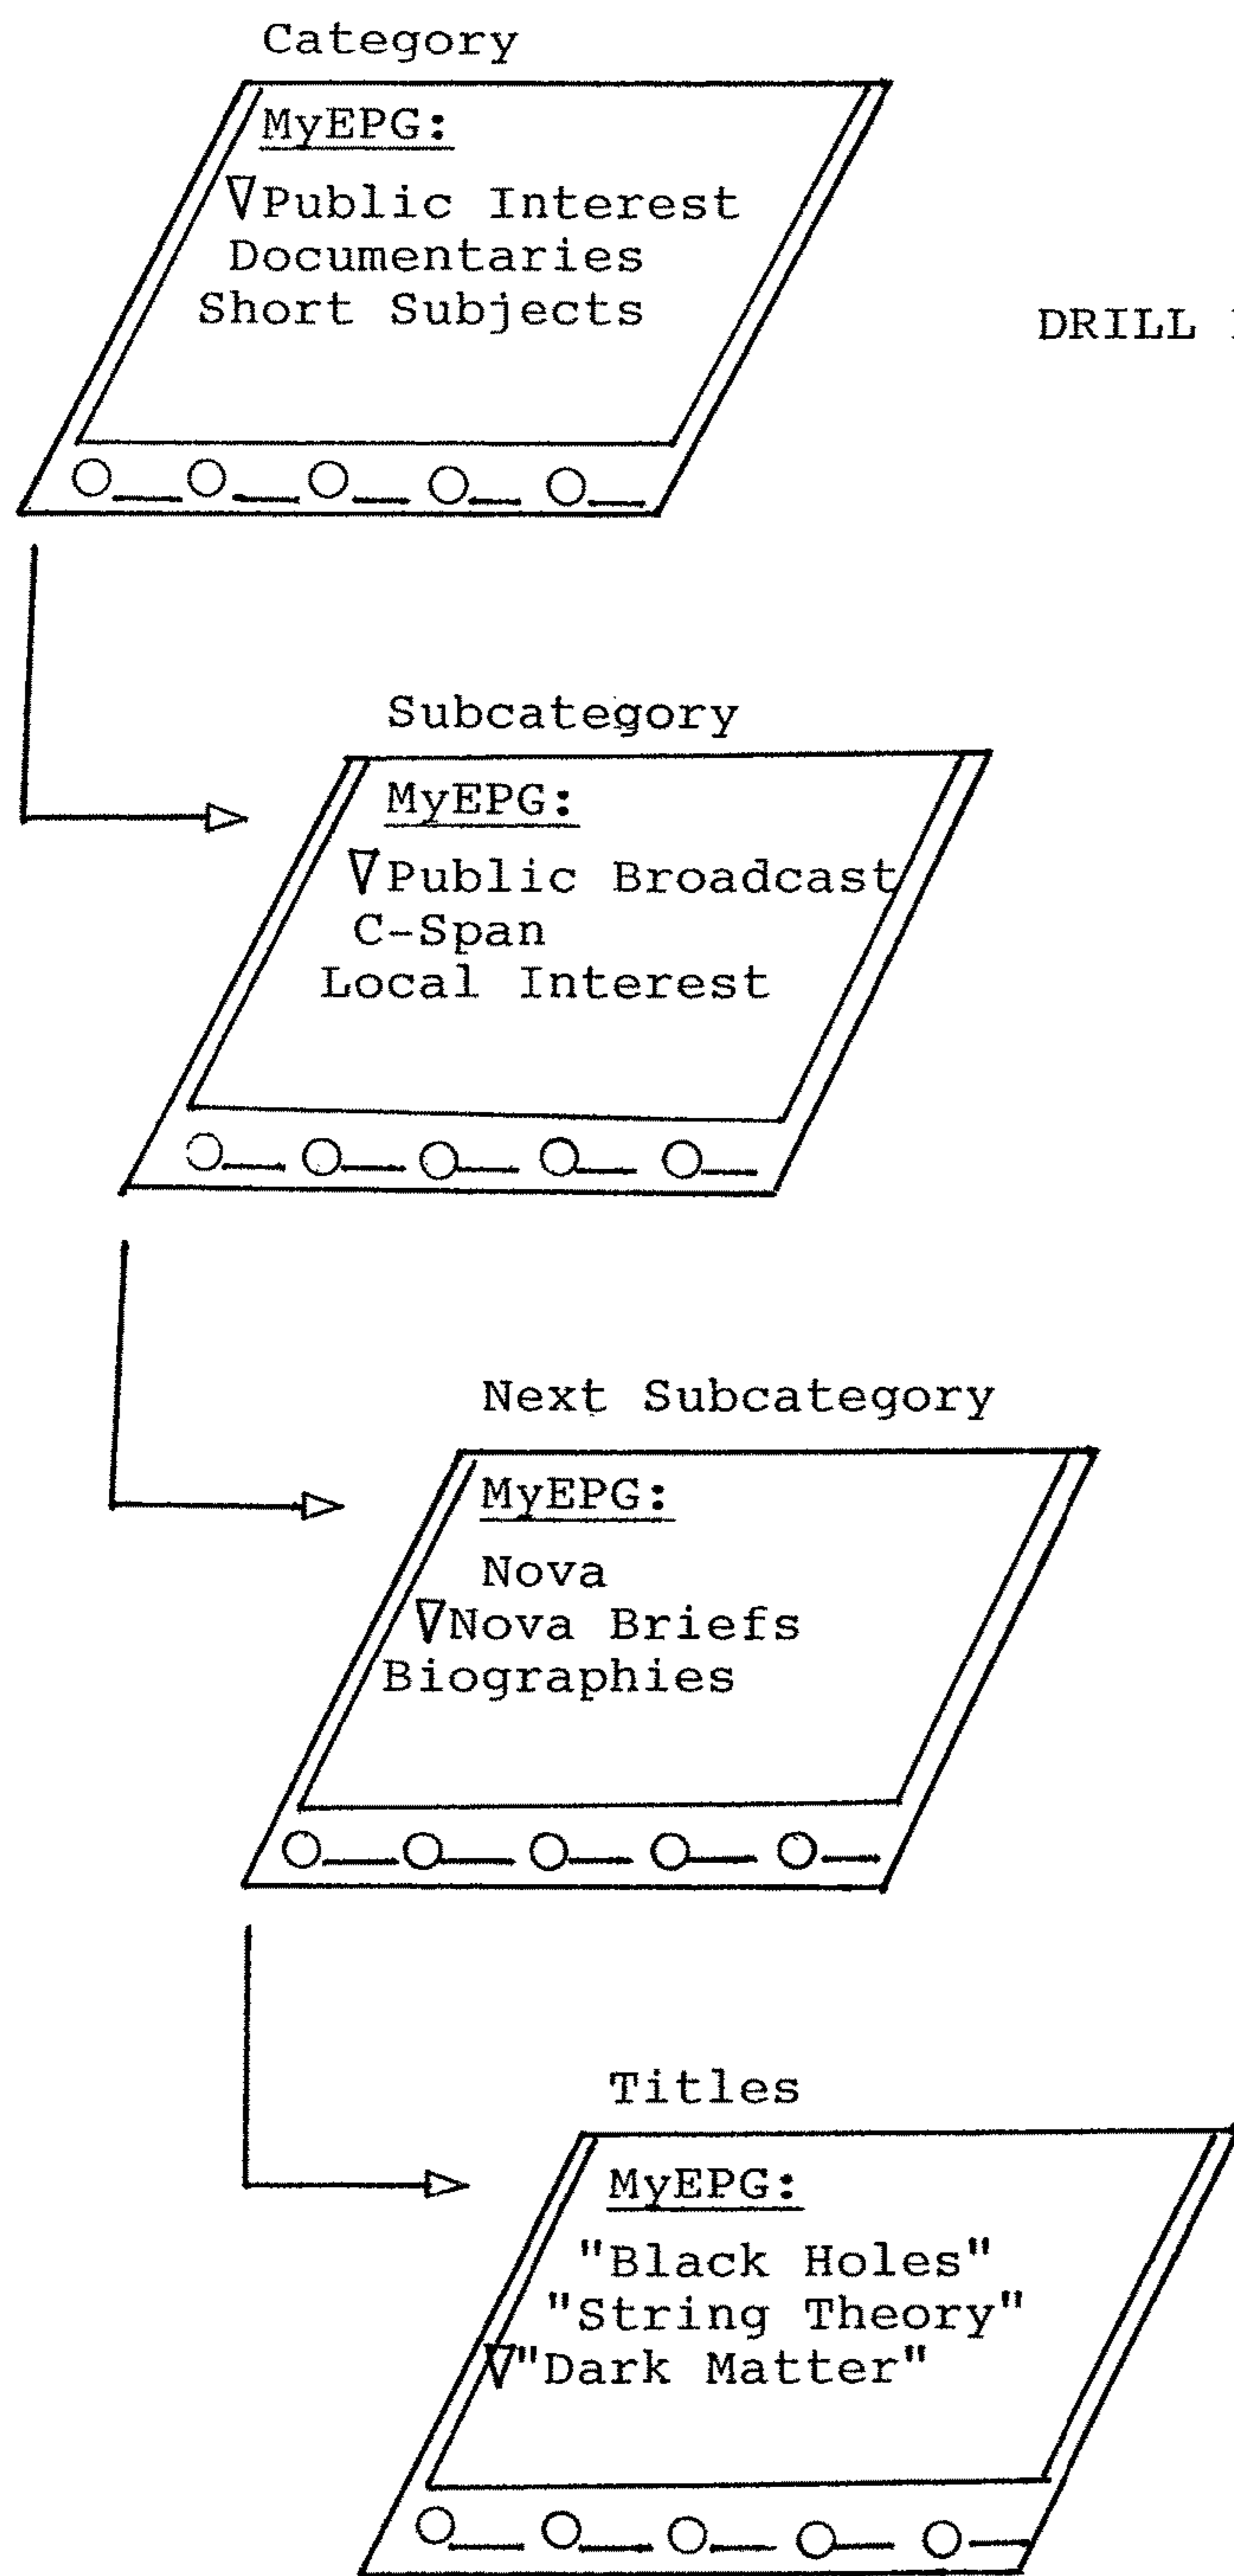 Category
MyEPG:
Public Interest
Documentaries
Short Subjects
DRILL
Subcategory
MyEPG:
Public Broadcast
C-Span
Local Interest
Next Subcategory
MyEPG:
Nova
Nova Briefs
Biographies
Titles
MyEPG:
"Black Holes"
"String Theory"
"Dark Matter"